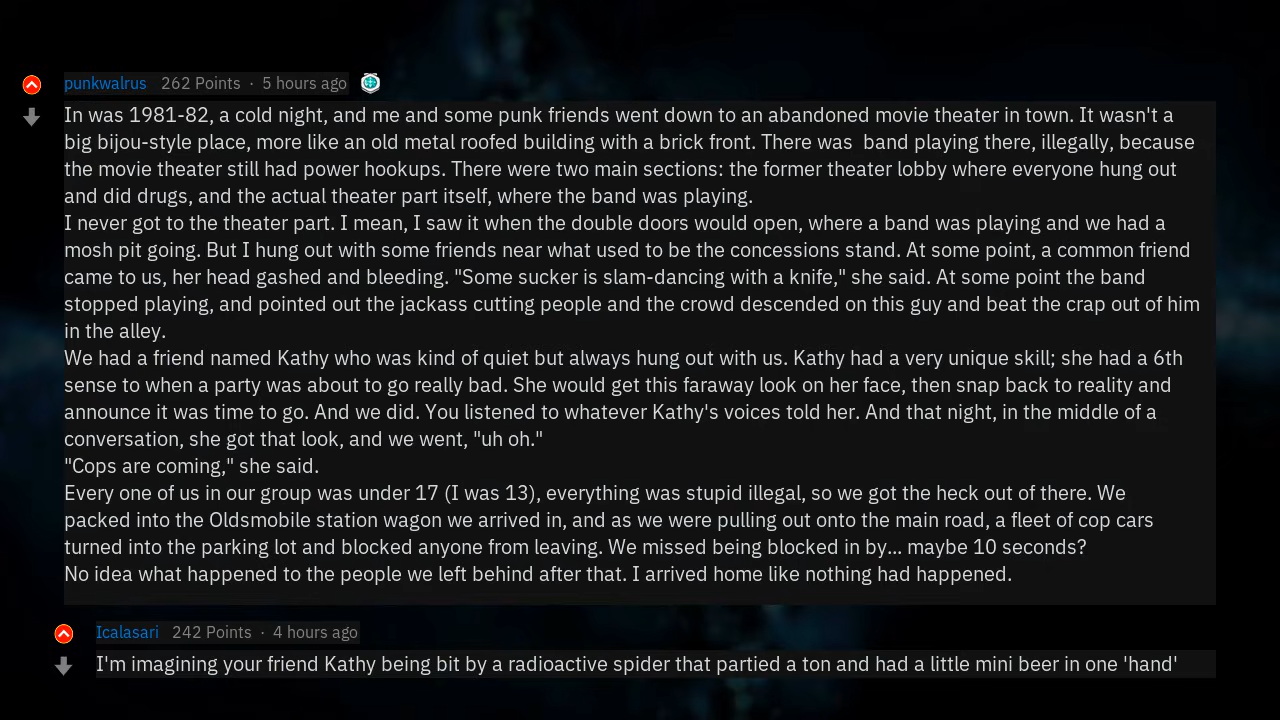 punkwalrus 262 Points · 5 hours ago
In was 1981-82, a cold night, and me and some punk friends went down to an abandoned movie theater in town. It wasn't a
big bijou-style place, more like an old metal roofed building with a brick front. There was  band playing there, illegally, because
the movie theater still had power hookups. There were two main sections: the former theater lobby where everyone hung out
and did drugs, and the actual theater part itself, where the band was playing.
I never got to the theater part. I mean, I saw it when the double doors would open, where a band was playing and we had a
mosh pit going. But I hung out with some friends near what used to be the concessions stand. At some point, a common friend
came to us, her head gashed and bleeding. "Some sucker is slam-dancing with a knife," she said. At some point the band
stopped playing, and pointed out the jackass cutting people and the crowd descended on this guy and beat the crap out of him
in the alley.
We had a friend named Kathy who was kind of quiet but always hung out with us. Kathy had a very unique skill; she had a 6th
sense to when a party was about to go really bad. She would get this faraway look on her face, then snap back to reality and
announce it was time to go. And we did. You listened to whatever Kathy's voices told her. And that night, in the middle of a
conversation, she got that look, and we went, "uh oh."
"Cops are coming," she said.
Every one of us in our group was under 17 (I was 13), everything was stupid illegal, so we got the heck out of there. We
packed into the Oldsmobile station wagon we arrived in, and as we were pulling out onto the main road, a fleet of cop cars
turned into the parking lot and blocked anyone from leaving. We missed being blocked in by... maybe 10 seconds?
No idea what happened to the people we left behind after that. I arrived home like nothing had happened.
Icalasari 242 Points · 4 hours ago
I'm imagining your friend Kathy being bit by a radioactive spider that partied a ton and had a little mini beer in one 'hand'